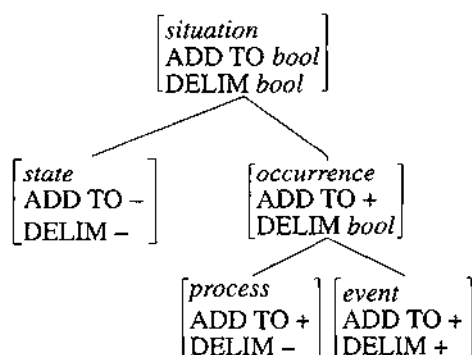 situation
ADD TO bool
DELIM bool
state
ADD TO –
DELIM –
occurrence
ADD TO +
DELIM bool
process
ADD TO +
DELIM –
event
ADD TO +
DELIM +